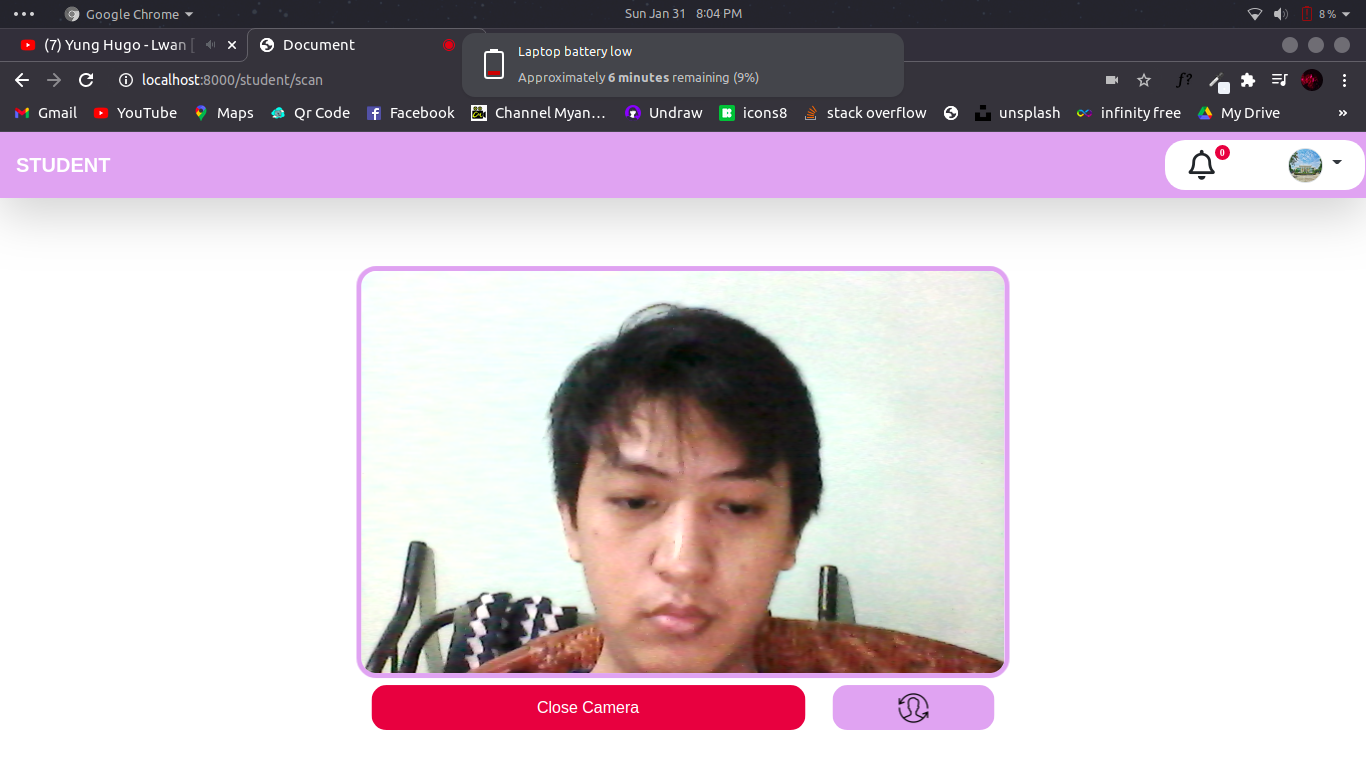 Google Chrome
Sun Jan 31 8:04 PM
8 %
(7) Yung Hugo - Lwan [
Document
Laptop battery low
Approximately 6 minutes remaining (9%)
localhost:8000/student/scan
f?
Gmail
YouTube
Maps
Qr Code
Facebook
Channel Myan…
Undraw
icons8
stack overflow
unsplash
infinity free
My Drive
»
STUDENT
0
Close Camera